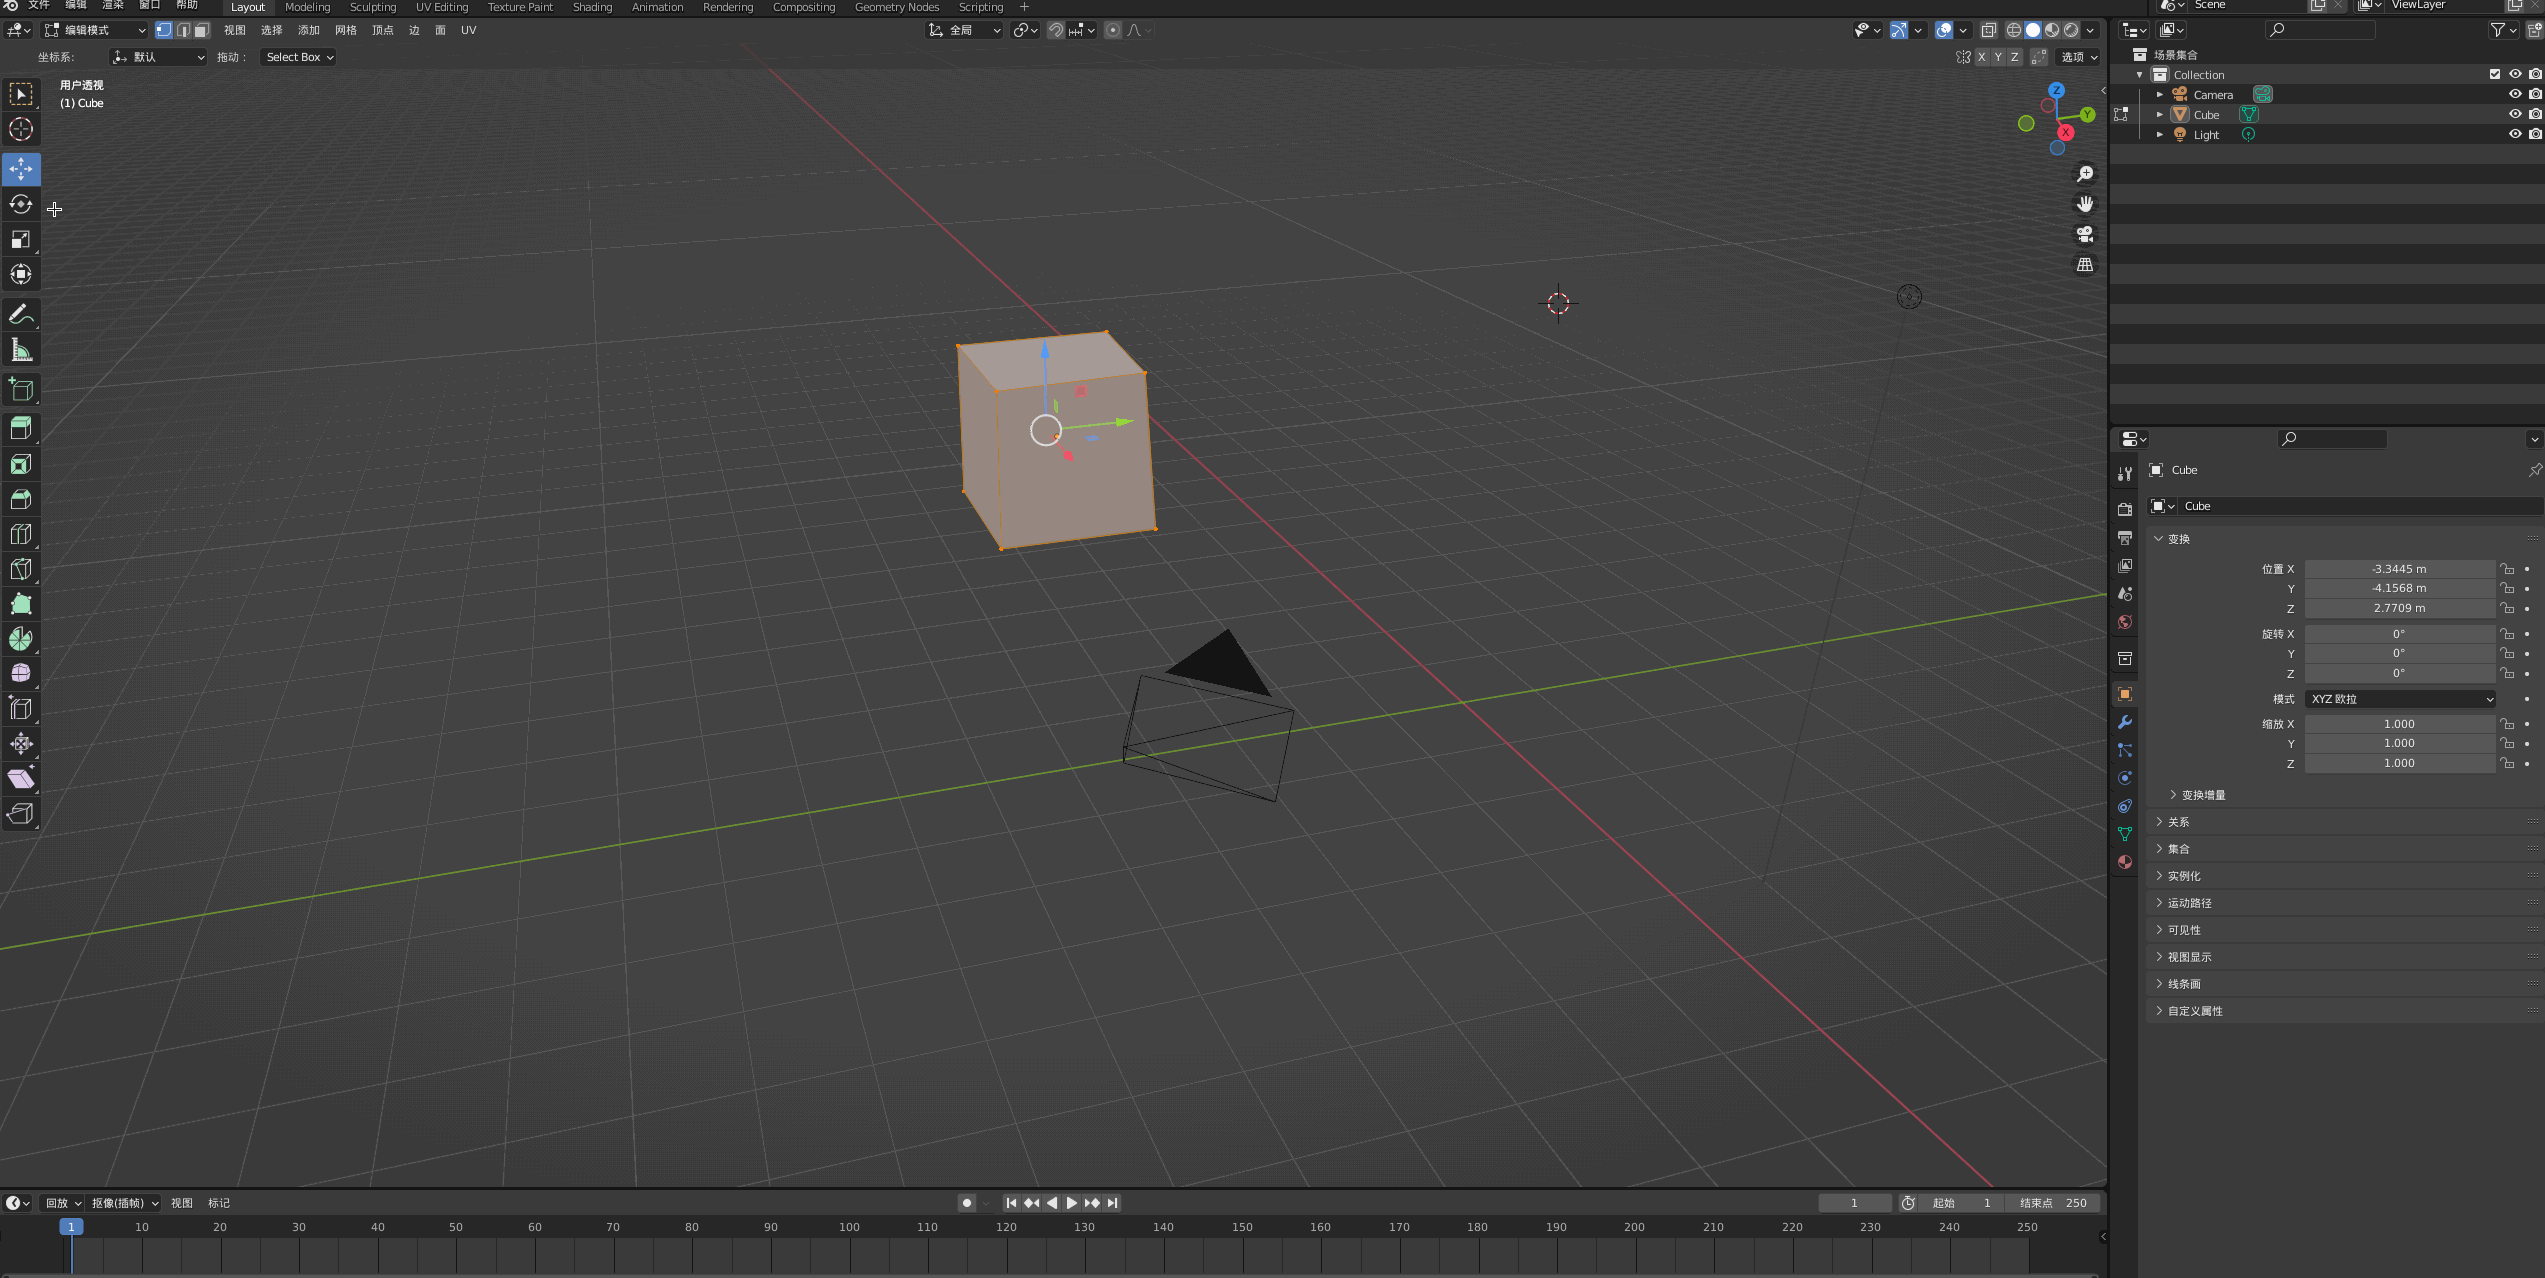 文件 编辑 渲染 窗口 帮助 Layout Modeling Sculpting UV Editing Texture Paint Shading Animation Rendering Compositing Geometry Nodes Scripting + Scene ViewLayer
编辑模式 视图 选择 添加 网格 顶点 边 面 UV 全局
坐标系: 默认 拖动: Select Box X Y Z 选项
用户透视
(1) Cube
Z
Y
X
场景集合
Collection
Camera
Cube
Light
Cube
Cube
变换
位置 X -3.3445 m
Y -4.1568 m
Z 2.7709 m
旋转 X 0°
Y 0°
Z 0°
模式 XYZ 欧拉
缩放 X 1.000
Y 1.000
Z 1.000
变换增量
关系
集合
实例化
运动路径
可见性
视图显示
线条画
自定义属性
回放 抠像(插帧) 视图 标记 1 起始 1 结束点 250
1 10 20 30 40 50 60 70 80 90 100 110 120 130 140 150 160 170 180 190 200 210 220 230 240 250